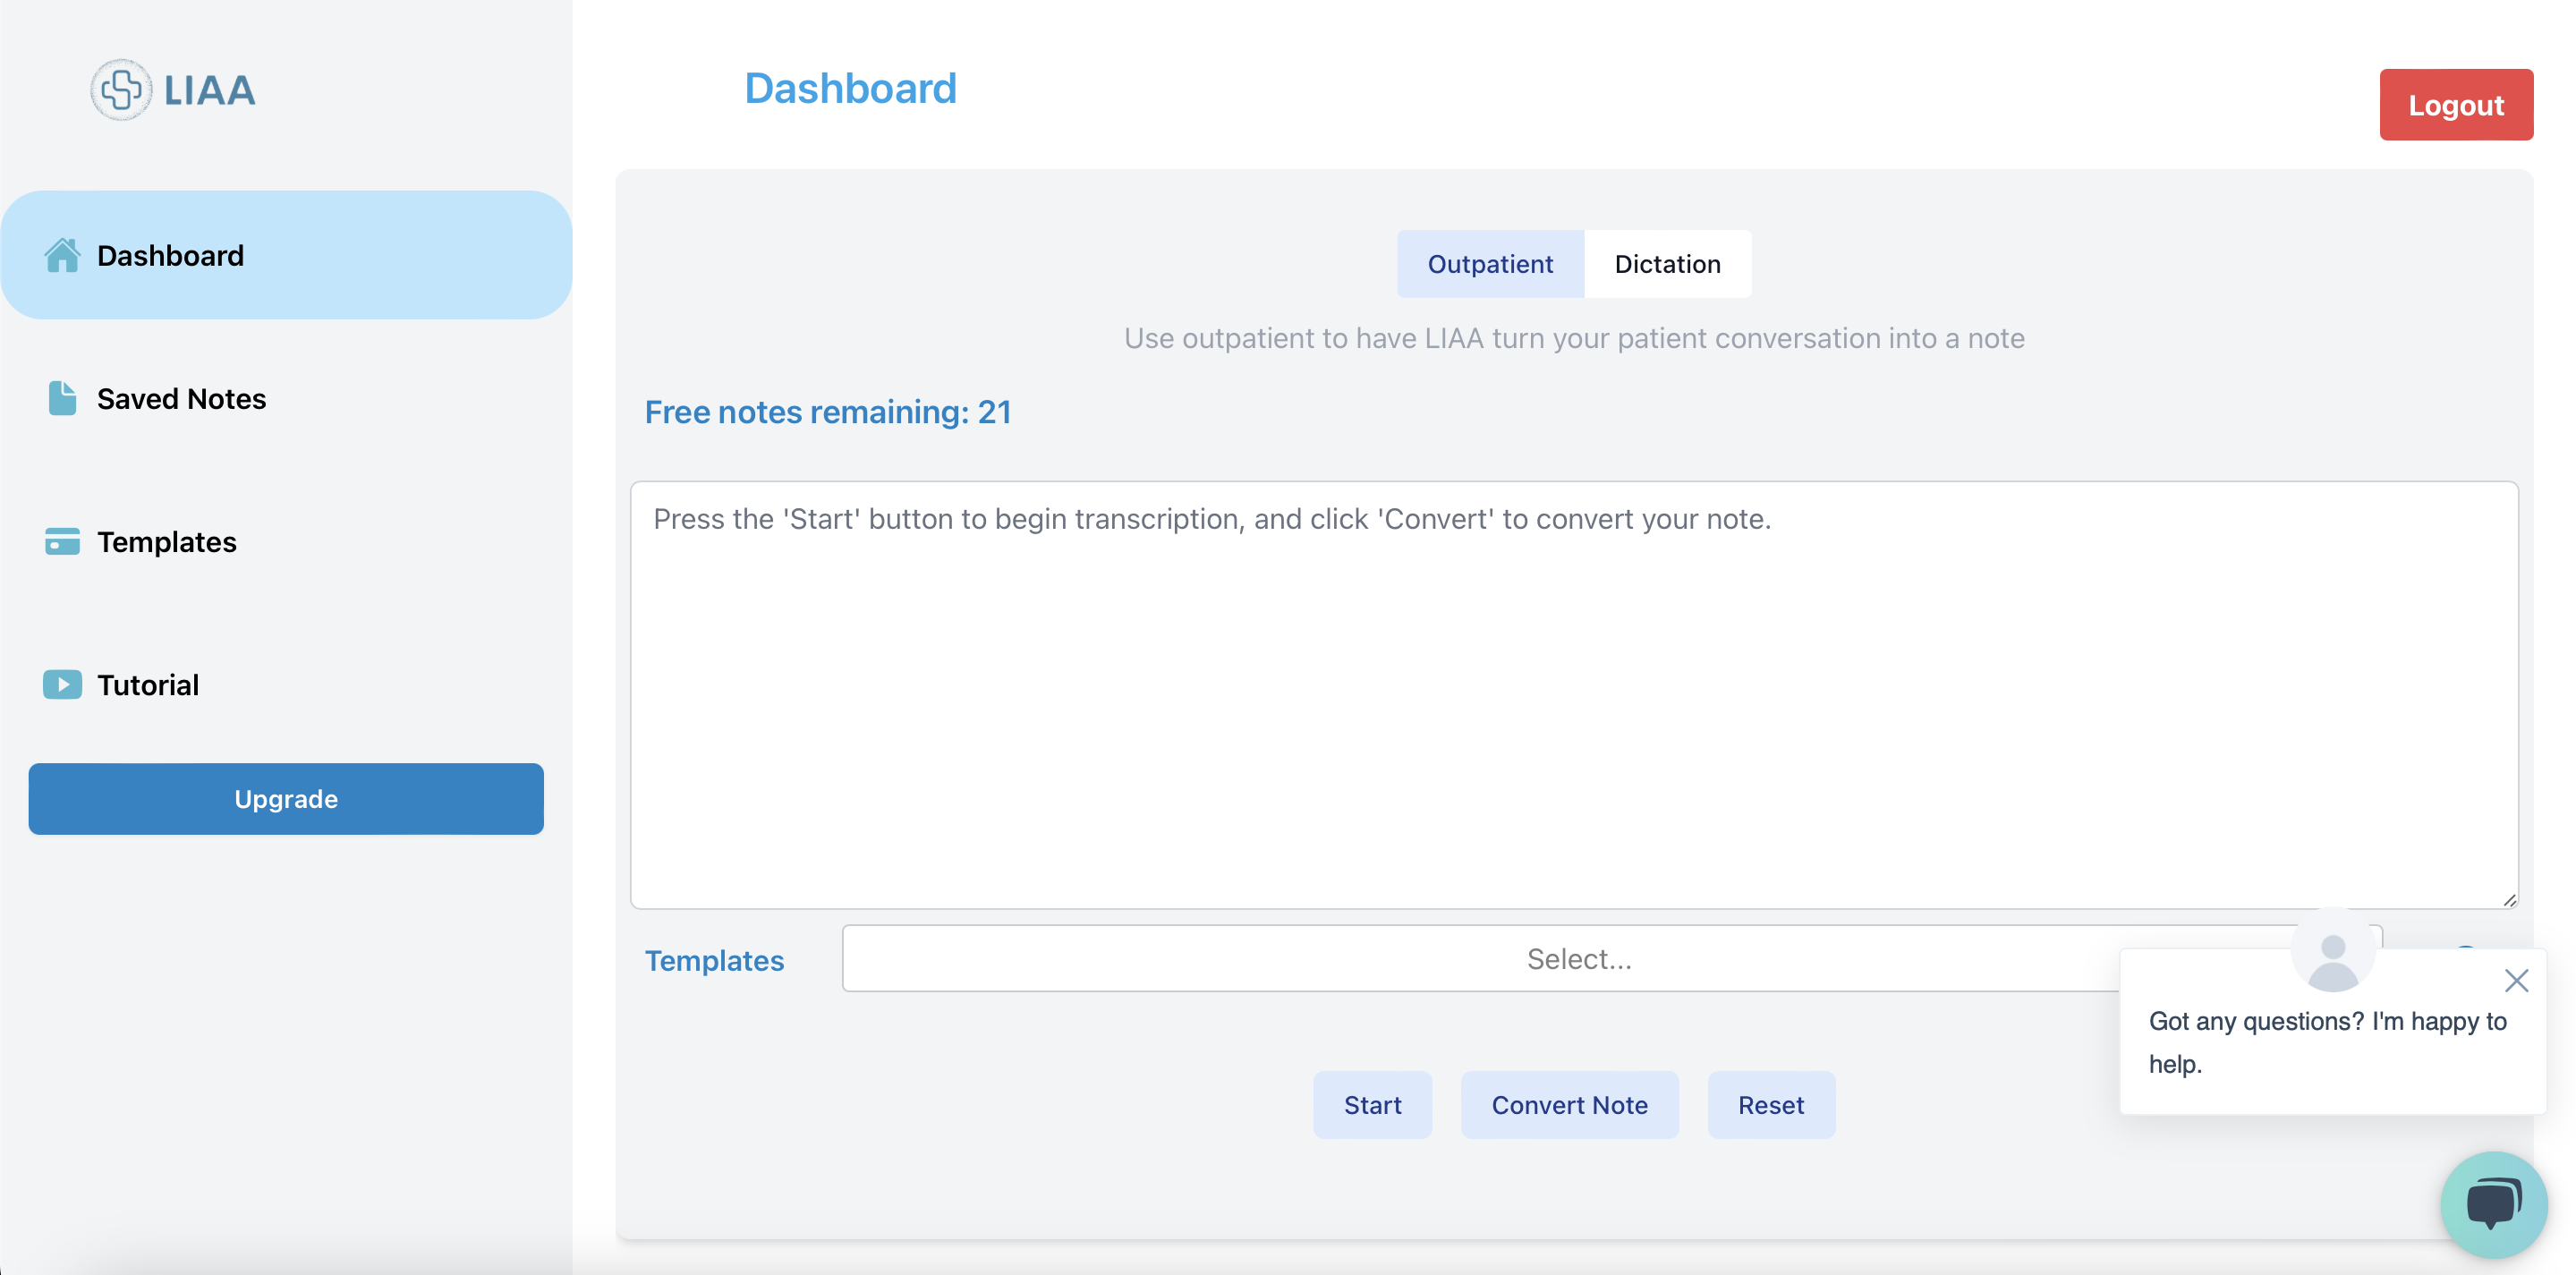 LIAA
Dashboard
Logout
Dashboard
Saved Notes
Templates
Tutorial
Upgrade
Outpatient Dictation
Use outpatient to have LIAA turn your patient conversation into a note
Free notes remaining: 21
Press the 'Start' button to begin transcription, and click 'Convert' to convert your note.
Templates
Select...
Got any questions? I'm happy to
help.
Start Convert Note Reset